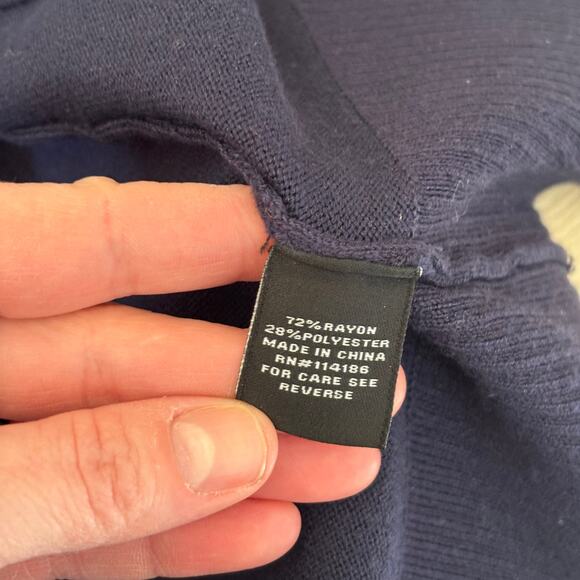 72%RAYON
28%POLYESTER
MADE IN CHINA
RN#114186
FOR CARE SEE
REVERSE